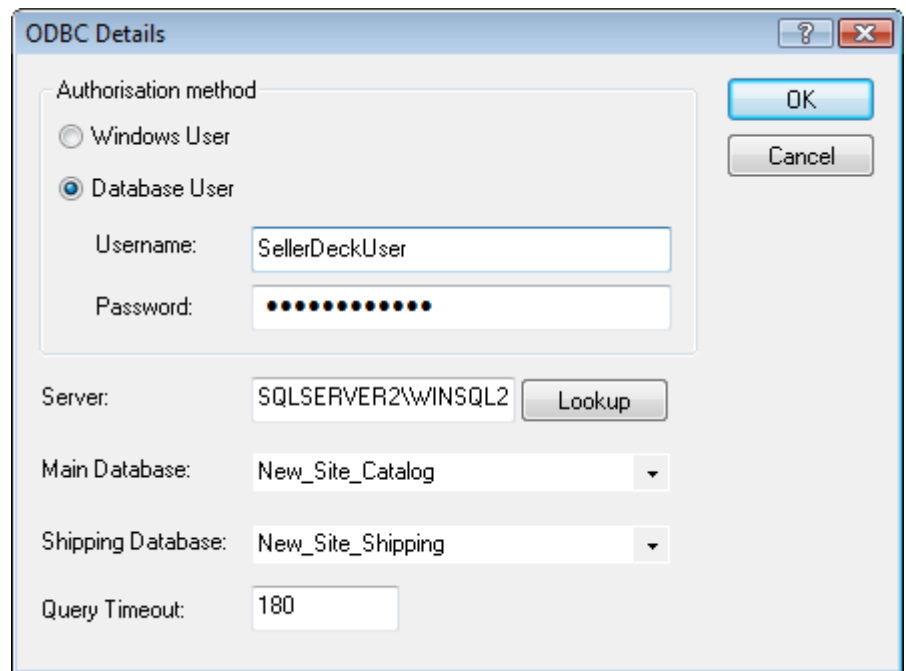 ODBC Details
Authorisation method
OK
Windows User
Cancel
Database User
Username: SellerDeckUser
Password: ••••••••••••
Server: SQLSERVER2\WINSQL2 Lookup
Main Database: New_Site_Catalog
Shipping Database: New_Site_Shipping
Query Timeout: 180